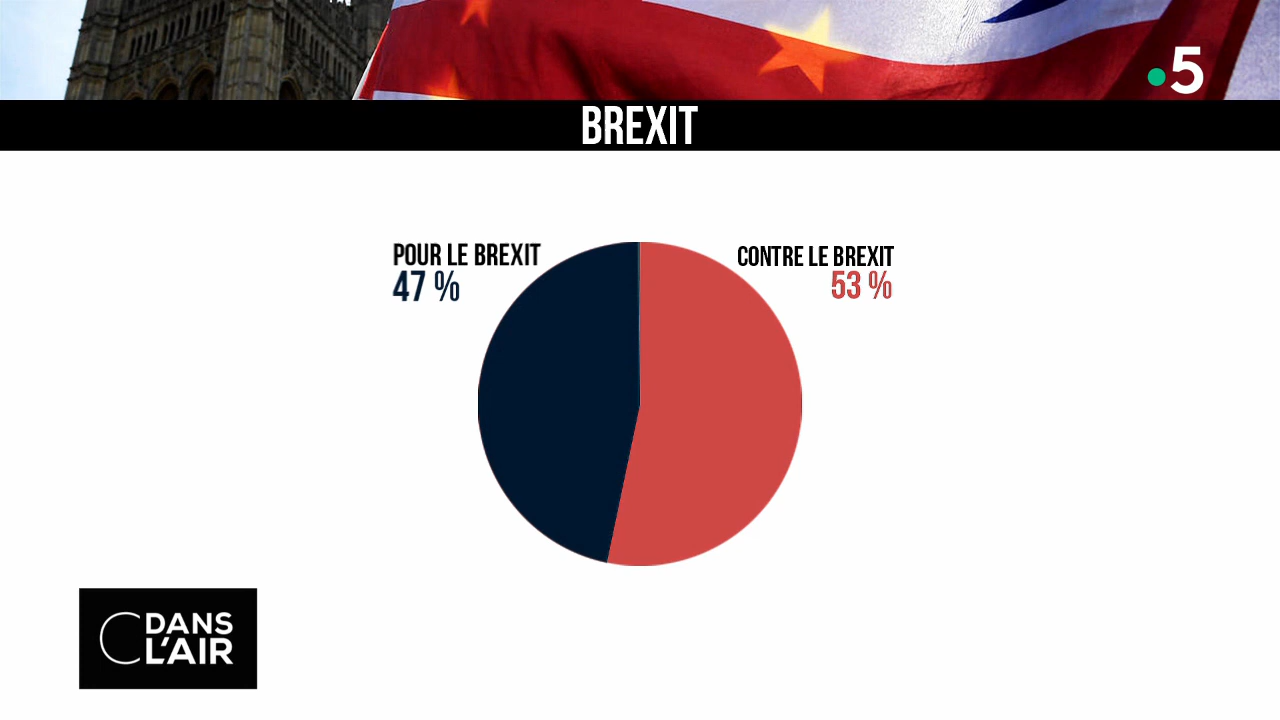 5
BREXIT
POUR LE BREXIT
47 %
CONTRE LE BREXIT
53 %
C DANS
L'AIR